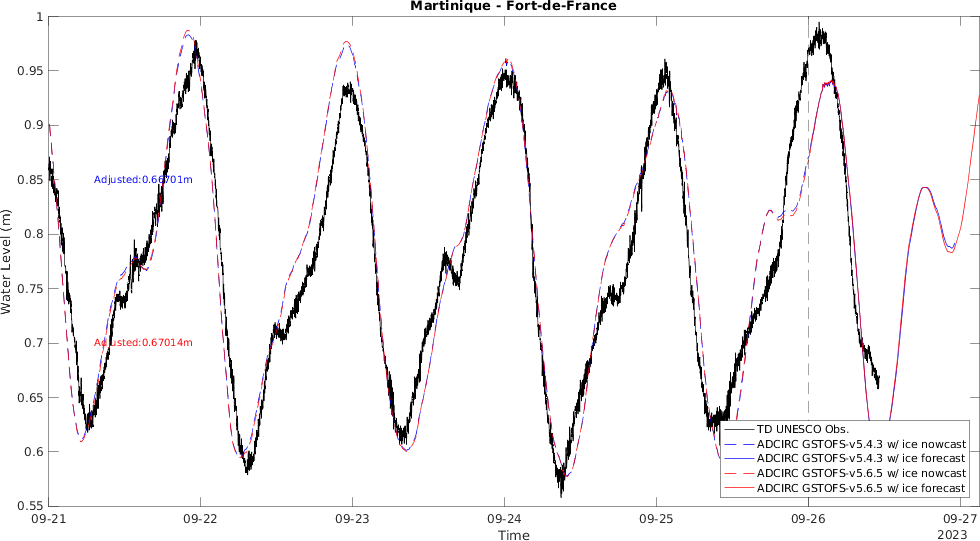 Martinique - Fort-de-France
1
0.95
0.9
0.85
0.8
0.75
0.7
0.65
0.6
0.55
Water Level (m)
Adjusted:0.66701m
Adjusted:0.67014m
TD UNESCO Obs.
ADCIRC GSTOFS-v5.4.3 w/ ice nowcast
ADCIRC GSTOFS-v5.4.3 w/ ice forecast
ADCIRC GSTOFS-v5.6.5 w/ ice nowcast
ADCIRC GSTOFS-v5.6.5 w/ ice forecast
09-21 09-22 09-23 09-24 09-25 09-26 09-27
Time
2023